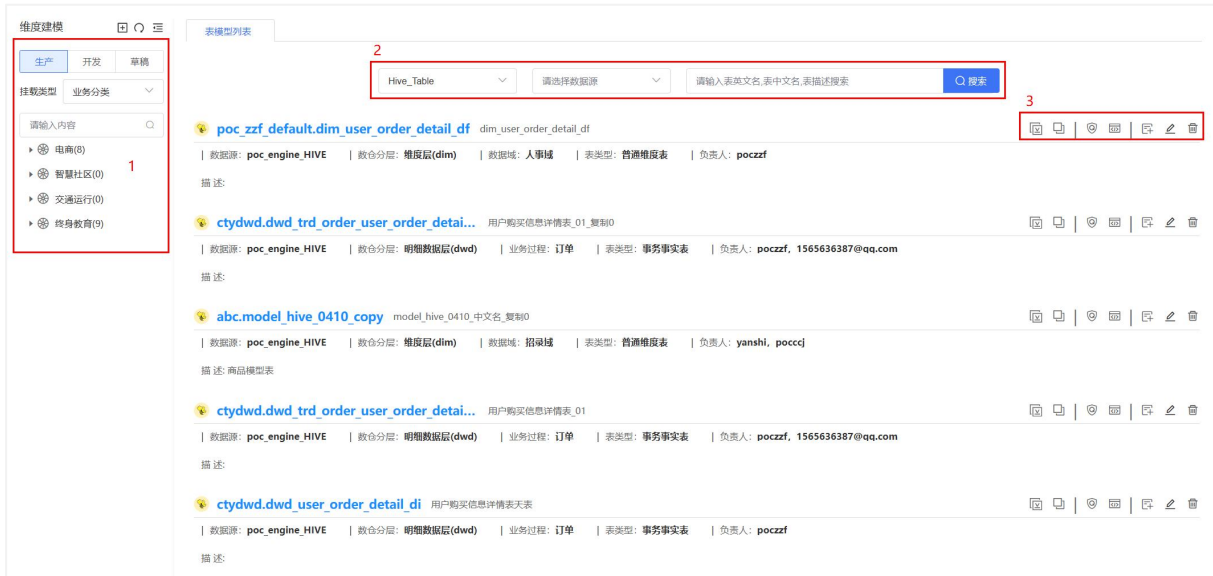 维度建模
表模型列表
生产 开发 草稿
挂载类型 业务分类
请输入内容
电商(8)
智慧社区(0)
交通运行(0)
终身教育(9)
1
2
Hive_Table 请选择数据源 请输入表英文名,表中文名,表描述搜索 搜索
3
poc_zzf_default.dim_user_order_detail_df dim_user_order_detail_df
| 数据源: poc_engine_HIVE | 数仓分层: 维度层(dim) | 数据域: 人事域 | 表类型: 普通维度表 | 负责人: poczzf
描 述:
ctydwd.dwd_trd_order_user_order_detai... 用户购买信息详情表_01_复制0
| 数据源: poc_engine_HIVE | 数仓分层: 明细数据层(dwd) | 业务过程: 订单 | 表类型: 事务事实表 | 负责人: poczzf, 1565636387@qq.com
描 述:
abc.model_hive_0410_copy model_hive_0410_中文名_复制0
| 数据源: poc_engine_HIVE | 数仓分层: 维度层(dim) | 数据域: 招录域 | 表类型: 普通维度表 | 负责人: yanshi, pocccj
描 述: 商品模型表
ctydwd.dwd_trd_order_user_order_detai... 用户购买信息详情表_01
| 数据源: poc_engine_HIVE | 数仓分层: 明细数据层(dwd) | 业务过程: 订单 | 表类型: 事务事实表 | 负责人: poczzf, 1565636387@qq.com
描 述:
ctydwd.dwd_user_order_detail_di 用户购买信息详情表天表
| 数据源: poc_engine_HIVE | 数仓分层: 明细数据层(dwd) | 业务过程: 订单 | 表类型: 事务事实表 | 负责人: poczzf
描 述: